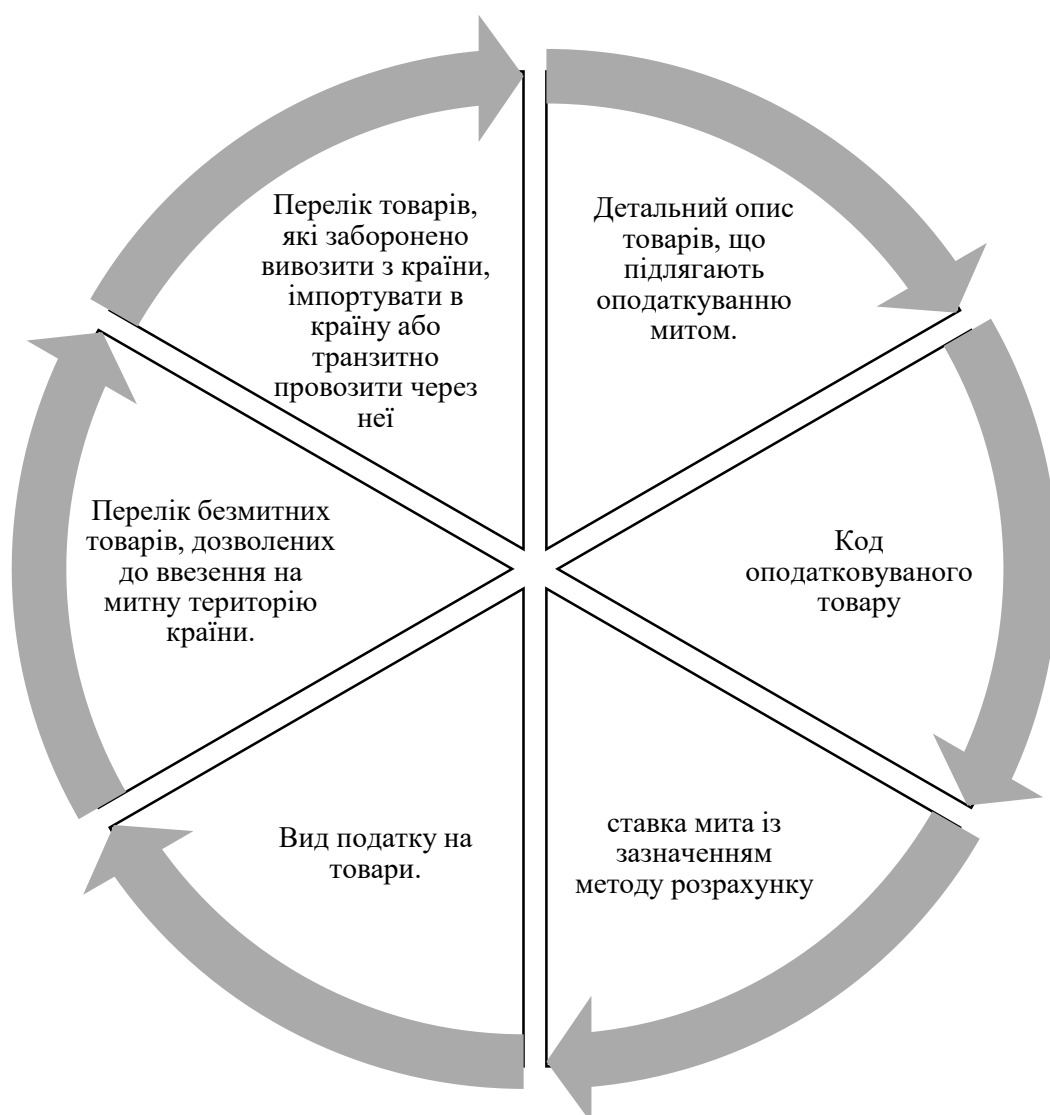 Детальний опис
товарів, що
підлягають
оподаткуванню
митом.
Код
оподатковуваного
товару
ставка мита із
зазначенням
методу розрахунку
Вид податку на
товари.
Перелік безмитних
товарів, дозволених
до ввезення на
митну територію
країни.
Перелік товарів,
які заборонено
вивозити з країни,
імпортувати в
країну або
транзитно
провозити через
неї